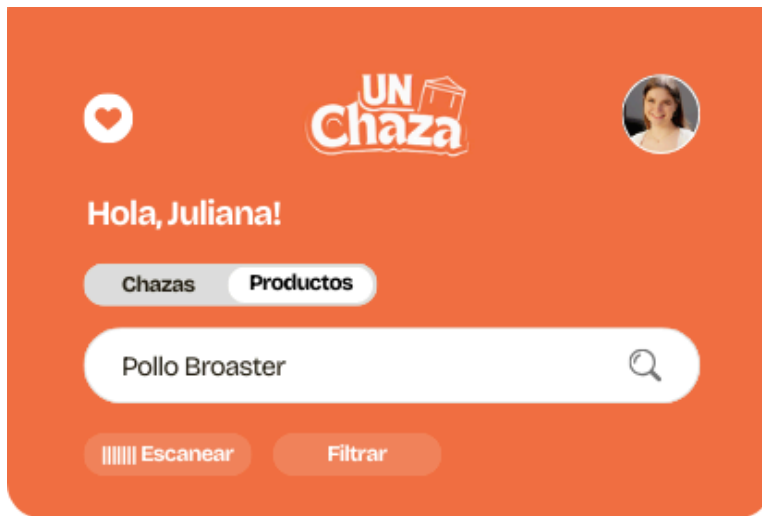 UN
Chaza
Hola, Juliana!
Chazas Productos
Pollo Broaster
Escanear Filtrar